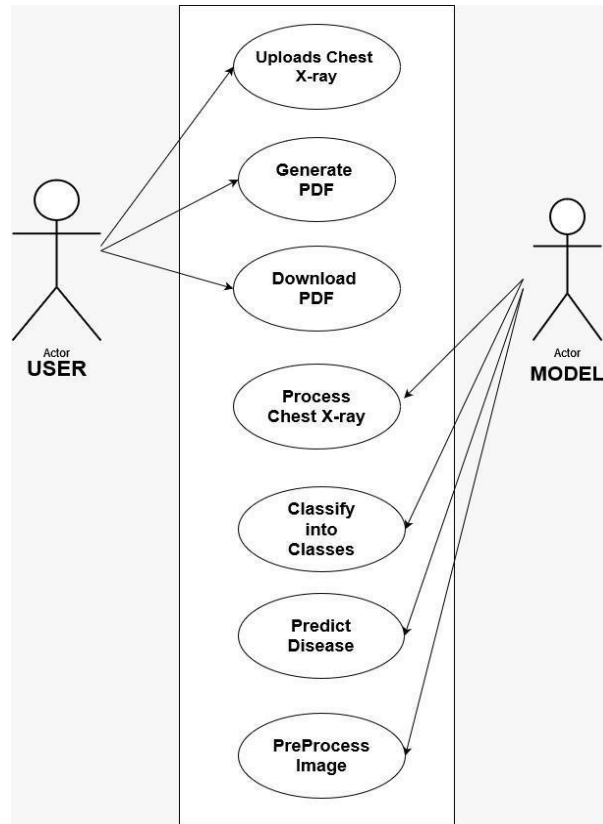 Uploads Chest
X-ray
Generate
PDF
Download
PDF
Actor
USER
Actor
MODEL
Process
Chest X-ray
Classify
into
Classes
Predict
Disease
PreProcess
Image